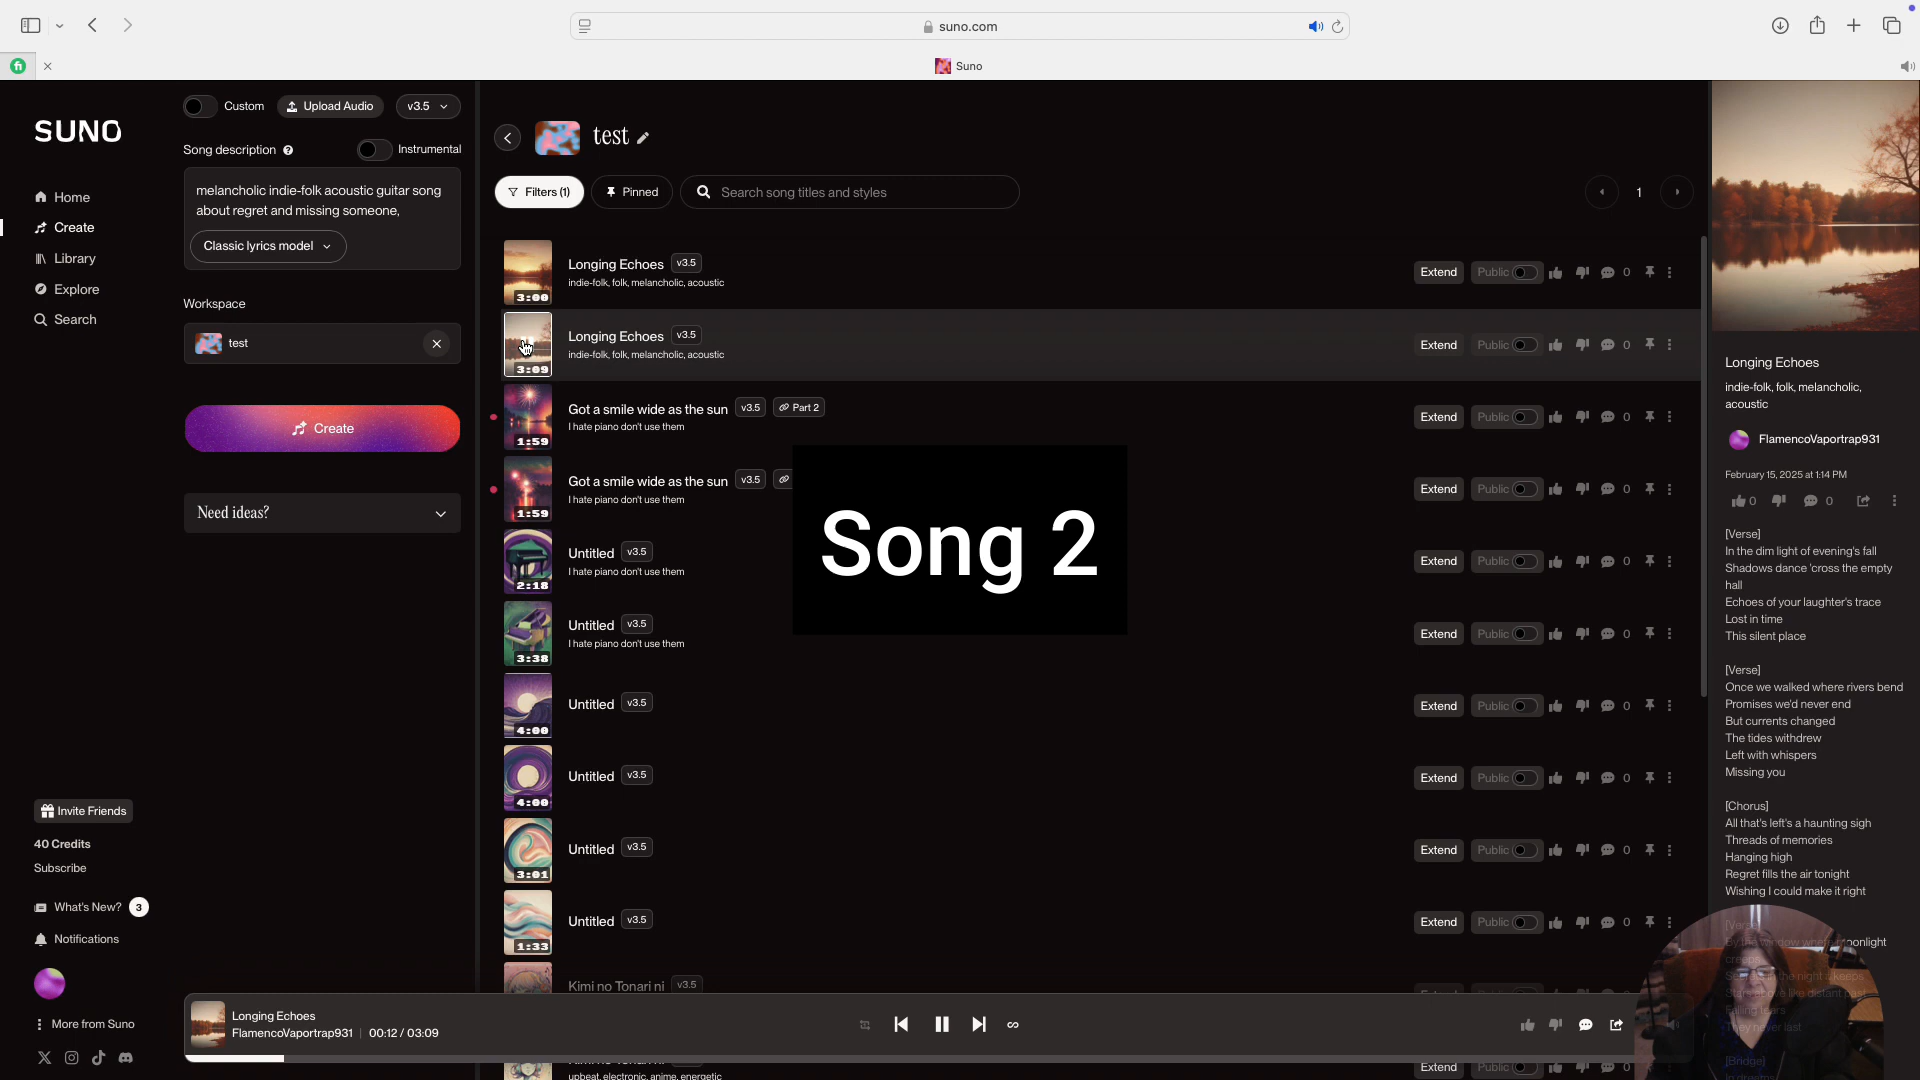 suno.com
Suno
SUNO
Home
Create
Library
Explore
Search
Invite Friends
40 Credits
Subscribe
What's New? 3
Notifications
More from Suno
Custom
Upload Audio
v3.5
Song description
Instrumental
melancholic indie-folk acoustic guitar song
about regret and missing someone,
Classic lyrics model
Workspace
test
Create
Need ideas?
test
Filters (1)
Pinned
Search song titles and styles
1
3:00
Longing Echoes v3.5
indie-folk, folk, melancholic, acoustic
Extend Public 0
3:09
Longing Echoes v3.5
indie-folk, folk, melancholic, acoustic
Extend Public 0
1:59
Got a smile wide as the sun v3.5 Part 2
I hate piano don't use them
Extend Public 0
1:59
Got a smile wide as the sun v3.5
I hate piano don't use them
Extend Public 0
Song 2
2:18
Untitled v3.5
I hate piano don't use them
Extend Public 0
3:38
Untitled v3.5
I hate piano don't use them
Extend Public 0
4:00
Untitled v3.5
Extend Public 0
4:00
Untitled v3.5
Extend Public 0
3:01
Untitled v3.5
Extend Public 0
1:33
Untitled v3.5
Extend Public 0
Kimi no Tonari ni v3.5
upbeat, electronic, anime, energetic
Extend Public 0
Longing Echoes
FlamencoVaportrap931 | 00:12 / 03:09
Longing Echoes
indie-folk, folk, melancholic,
acoustic
FlamencoVaportrap931
February 15, 2025 at 1:14 PM
0 0
[Verse]
In the dim light of evening's fall
Shadows dance 'cross the empty
hall
Echoes of your laughter's trace
Lost in time
This silent place
[Verse]
Once we walked where rivers bend
Promises we'd never end
But currents changed
The tides withdrew
Left with whispers
Missing you
[Chorus]
All that's left's a haunting sigh
Threads of memories
Hanging high
Regret fills the air tonight
Wishing I could make it right
By the window where moonlight
creeps
Falling tears
They never last
[Bridge]